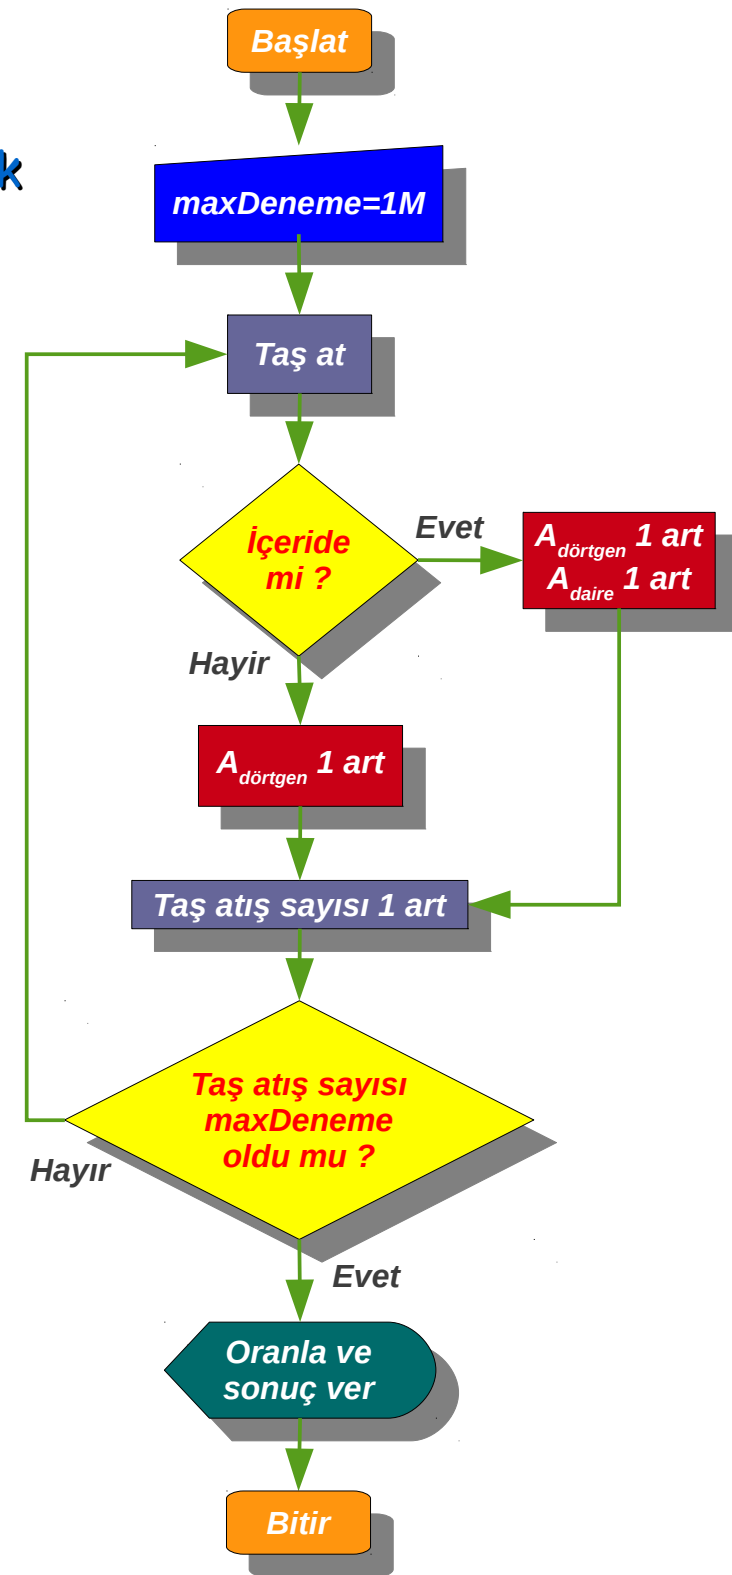 Başlat
k
maxDeneme=1M
Taş at
İçeride
mi ?
Evet
A dörtgen 1 art
A daire 1 art
Hayir
A dörtgen 1 art
Taş atış sayısı 1 art
Taş atış sayısı
maxDeneme
oldu mu ?
Hayır
Evet
Oranla ve
sonuç ver
Bitir